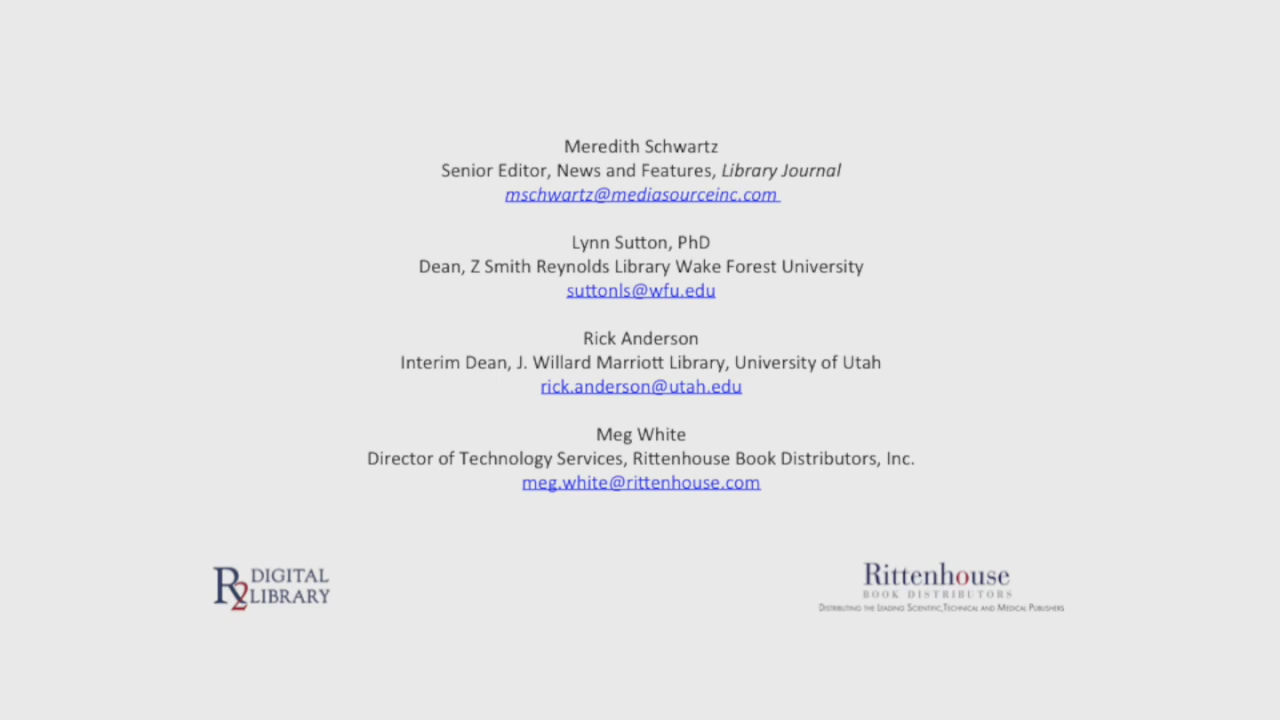 Meredith Schwartz
Senior Editor, News and Features, Library Journal
mschwartz@mediasourceinc.com
Lynn Sutton, PhD
Dean, Z Smith Reynolds Library Wake Forest University
suttonls@wfu.edu
Rick Anderson
Interim Dean, J. Willard Marriott Library, University of Utah
rick.anderson@utah.edu
Meg White
Director of Technology Services, Rittenhouse Book Distributors, Inc.
meg.white@rittenhouse.com
R2 DIGITAL
LIBRARY
Rittenhouse
BOOK DISTRIBUTORS
DISTRIBUTING THE LEADING SCIENTIFIC, TECHNICAL AND MEDICAL PUBLISHERS